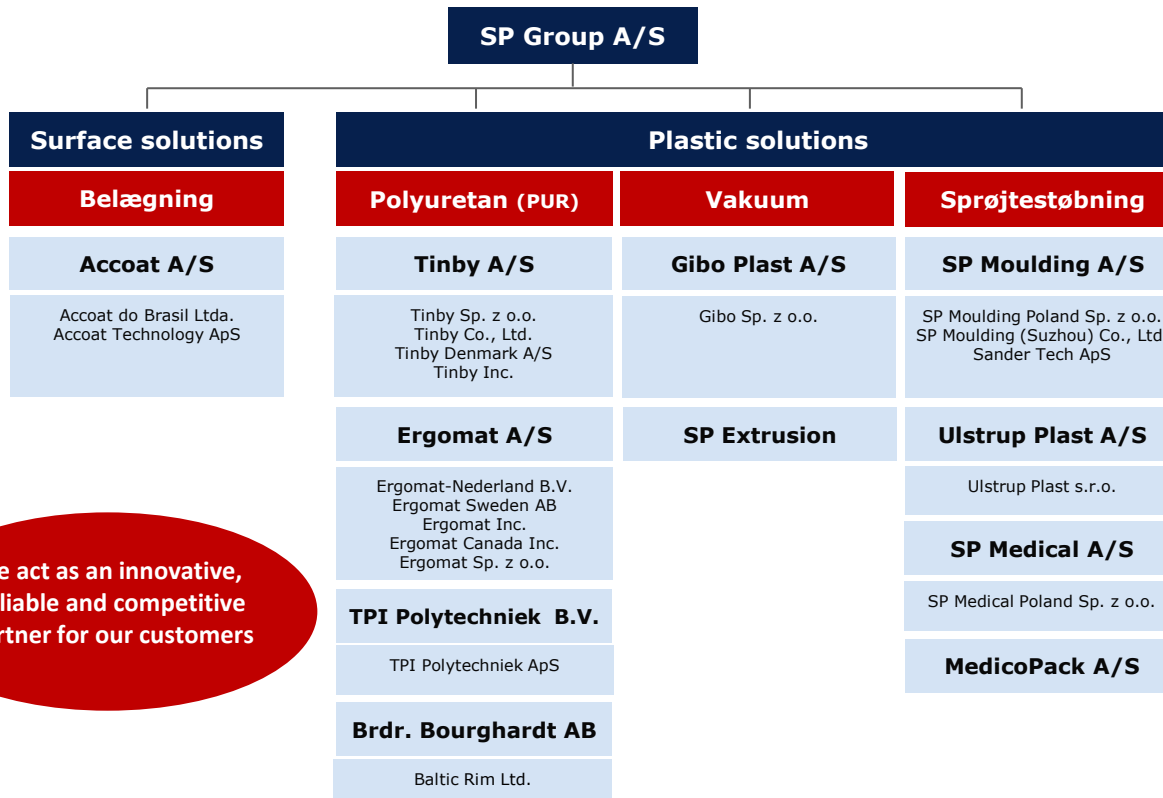 SP Group A/S
Surface solutions
Belægning
Accoat A/S
Accoat do Brasil Ltda.
Accoat Technology ApS
Plastic solutions
Polyuretan (PUR)
Tinby A/S
Tinby Sp. z o.o.
Tinby Co., Ltd.
Tinby Denmark A/S
Tinby Inc.
Ergomat A/S
Ergomat-Nederland B.V.
Ergomat Sweden AB
Ergomat Inc.
Ergomat Canada Inc.
Ergomat Sp. z o.o.
TPI Polytechniek B.V.
TPI Polytechniek ApS
Brdr. Bourghardt AB
Baltic Rim Ltd.
Vakuum
Gibo Plast A/S
Gibo Sp. z o.o.
SP Extrusion
Sprøjtestøbning
SP Moulding A/S
SP Moulding Poland Sp. z o.o.
SP Moulding (Suzhou) Co., Ltd
Sander Tech ApS
Ulstrup Plast A/S
Ulstrup Plast s.r.o.
SP Medical A/S
SP Medical Poland Sp. z o.o.
MedicoPack A/S
e act as an innovative,
liable and competitive
rtner for our customers